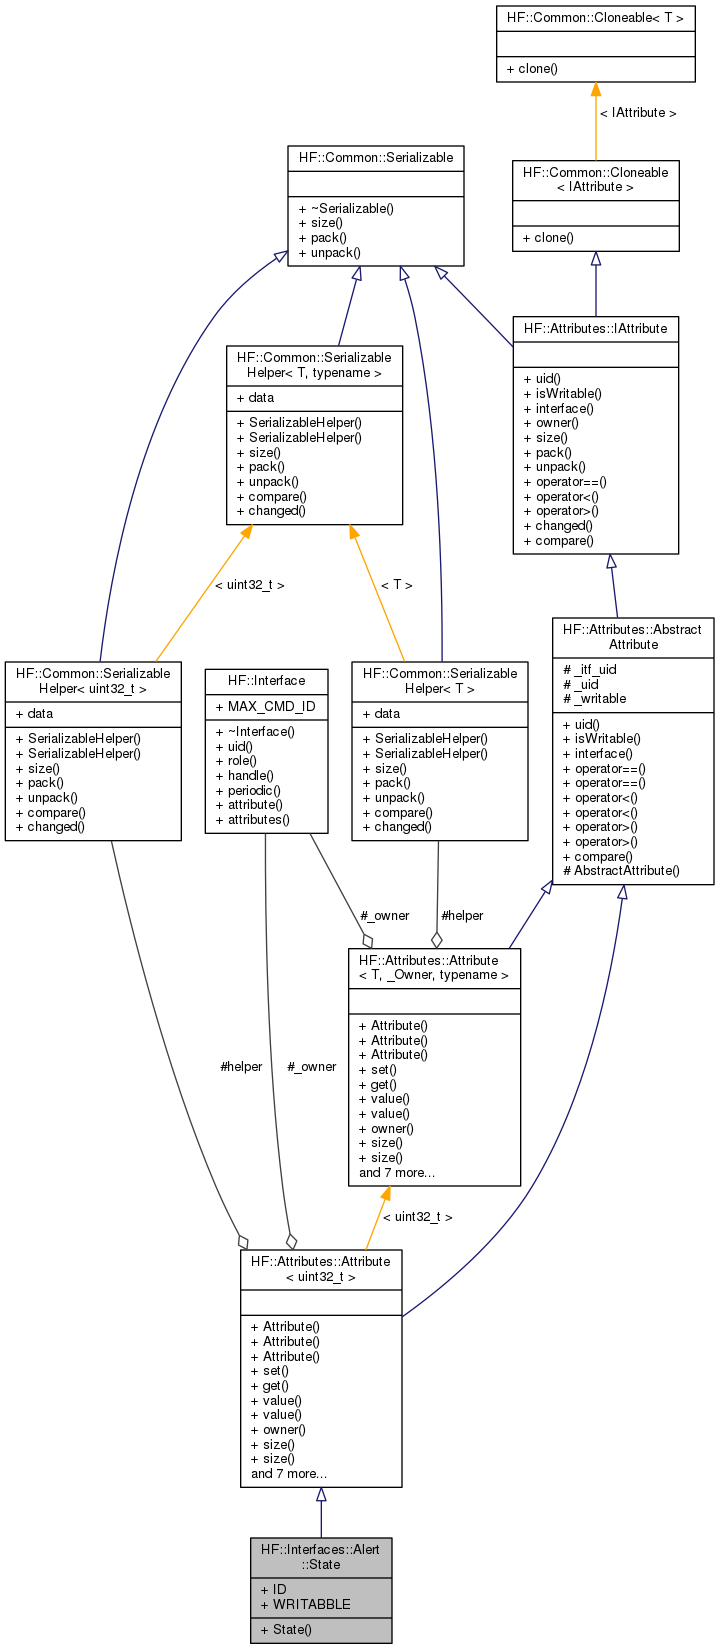 HF::Common::Cloneable< T >
+ clone()
< IAttribute >
HF::Common::Serializable
+ ~Serializable()
+ size()
+ pack()
+ unpack()
HF::Common::Cloneable
< IAttribute >
+ clone()
HF::Common::Serializable
Helper< T, typename >
+ data
+ SerializableHelper()
+ SerializableHelper()
+ size()
+ pack()
+ unpack()
+ compare()
+ changed()
HF::Attributes::IAttribute
+ uid()
+ isWritable()
+ interface()
+ owner()
+ size()
+ pack()
+ unpack()
+ operator==()
+ operator<()
+ operator>()
+ changed()
+ compare()
< uint32_t >
< T >
HF::Common::Serializable
Helper< uint32_t >
+ data
+ SerializableHelper()
+ SerializableHelper()
+ size()
+ pack()
+ unpack()
+ compare()
+ changed()
HF::Interface
+ MAX_CMD_ID
+ ~Interface()
+ uid()
+ role()
+ handle()
+ periodic()
+ attribute()
+ attributes()
HF::Common::Serializable
Helper< T >
+ data
+ SerializableHelper()
+ SerializableHelper()
+ size()
+ pack()
+ unpack()
+ compare()
+ changed()
HF::Attributes::Abstract
Attribute
# _itf_uid
# _uid
# _writable
+ uid()
+ isWritable()
+ interface()
+ operator==()
+ operator==()
+ operator<()
+ operator<()
+ operator>()
+ operator>()
+ compare()
# AbstractAttribute()
#_owner
#helper
HF::Attributes::Attribute
< T, _Owner, typename >
+ Attribute()
+ Attribute()
+ Attribute()
+ set()
+ get()
+ value()
+ value()
+ owner()
+ size()
+ size()
and 7 more...
#helper
#_owner
< uint32_t >
HF::Attributes::Attribute
< uint32_t >
+ Attribute()
+ Attribute()
+ Attribute()
+ set()
+ get()
+ value()
+ value()
+ owner()
+ size()
+ size()
and 7 more...
HF::Interfaces::Alert
::State
+ ID
+ WRITABBLE
+ State()